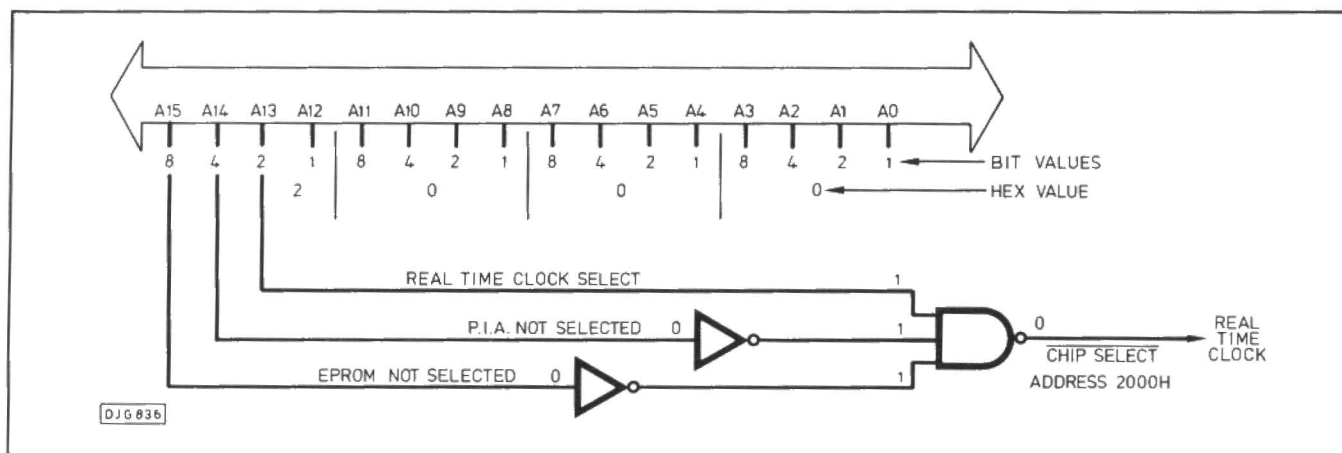 A15 A14 A13 A12 A11 A10 A9 A8 A7 A6 A5 A4 A3 A2 A1 A0
8 4 2 1 8 4 2 1 8 4 2 1 8 4 2 1 BIT VALUES
2 0 0 0 HEX VALUE
REAL TIME CLOCK SELECT 1
P.I.A. NOT SELECTED 0 1
EPROM NOT SELECTED 0 1
0
CHIP SELECT
ADDRESS 2000H
REAL
TIME
CLOCK
DJG836